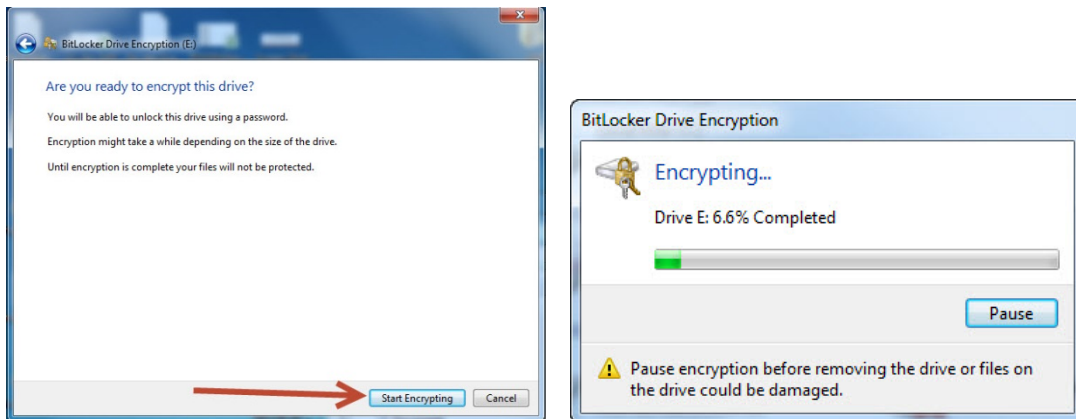 BitLocker Drive Encryption (E:)
Are you ready to encrypt this drive?
You will be able to unlock this drive using a password.
Encryption might take a while depending on the size of the drive.
Until encryption is complete your files will not be protected.
Start Encrypting Cancel
BitLocker Drive Encryption
Encrypting...
Drive E: 6.6% Completed
Pause
Pause encryption before removing the drive or files on
the drive could be damaged.